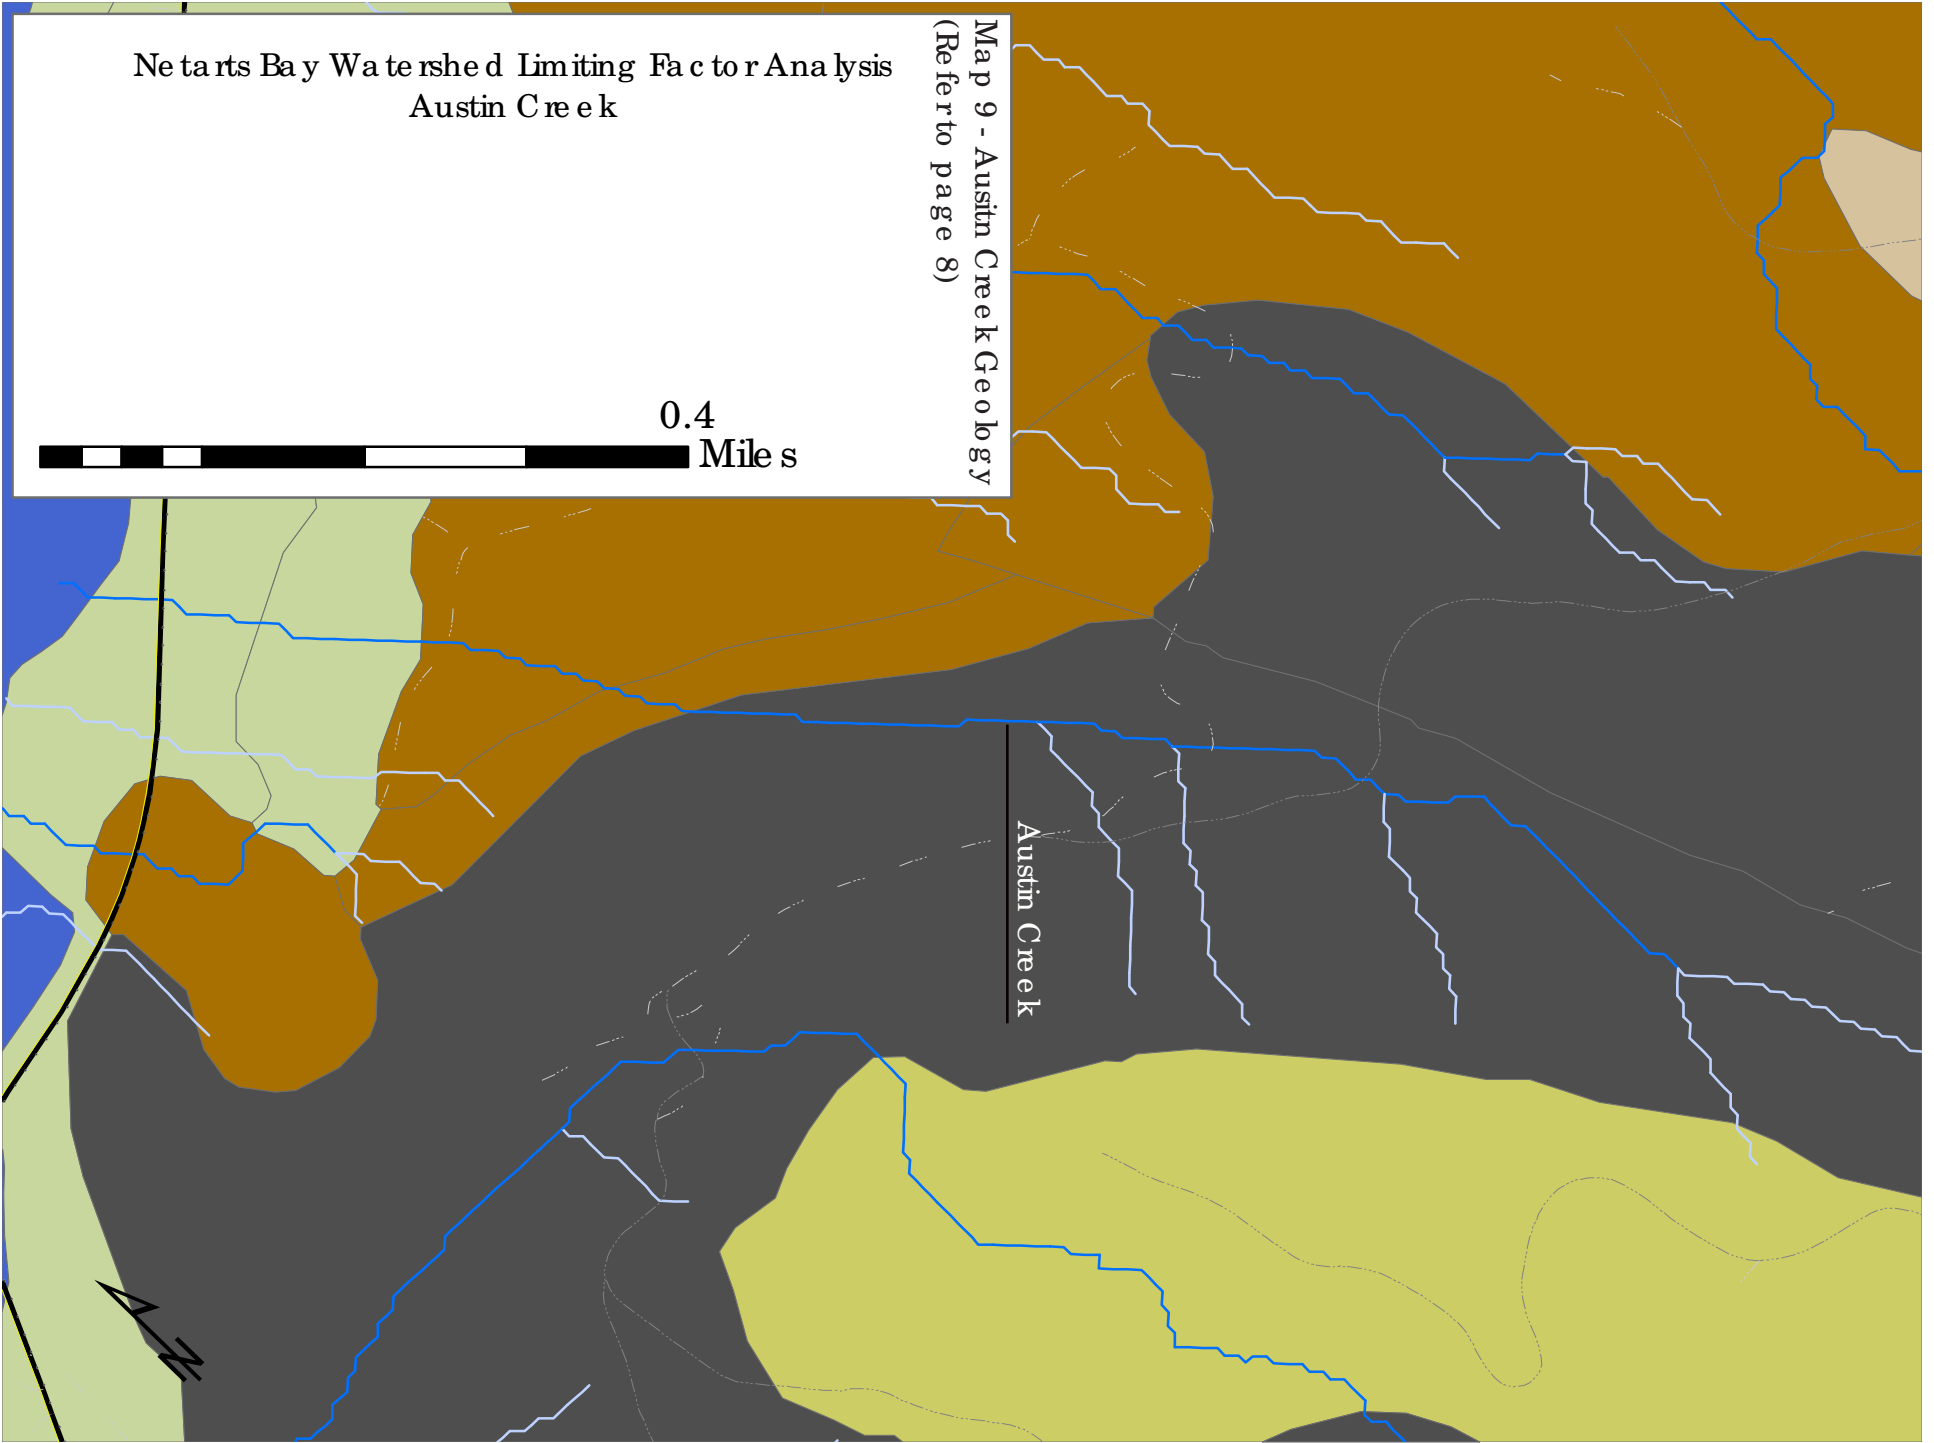 Netarts Bay Watershed Limiting Factor Analysis
Austin Creek
Map 9 - Ausitn Creek Geology
(Refer to page 8)
0.4
Miles
Austin Creek
N